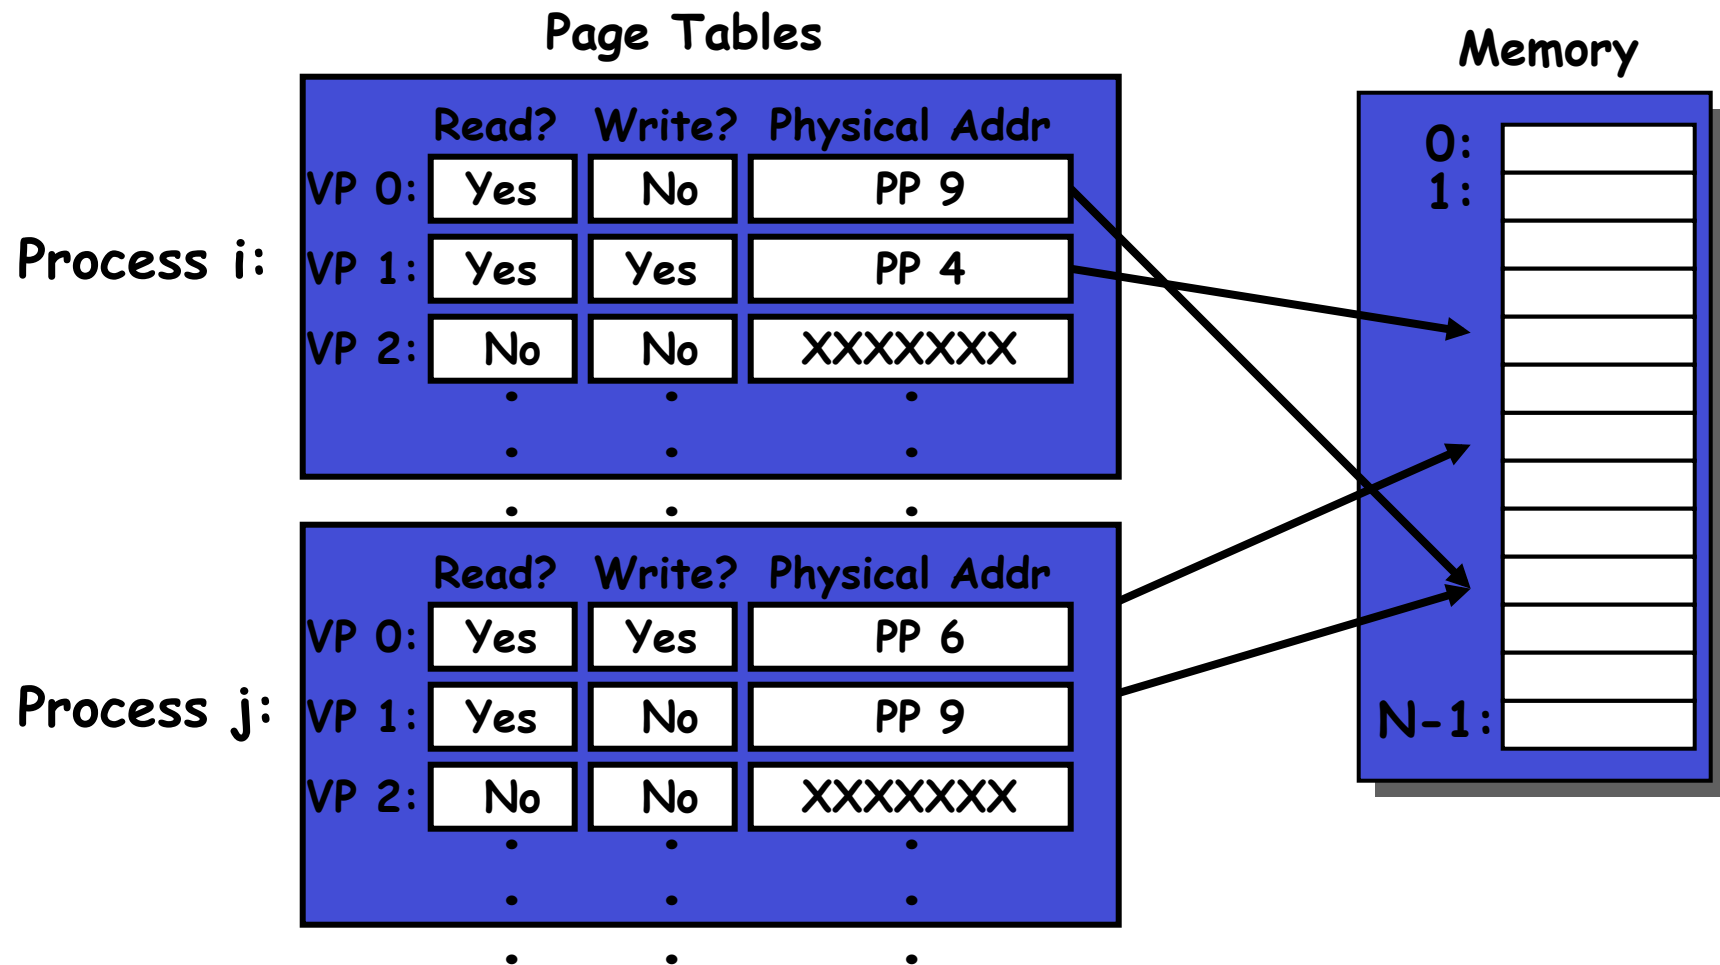 Page Tables
Memory
Read? Write? Physical Addr
VP 0: Yes No PP 9
Process i: VP 1: Yes Yes PP 4
VP 2: No No XXXXXXX
Read? Write? Physical Addr
VP 0: Yes Yes PP 6
Process j: VP 1: Yes No PP 9
VP 2: No No XXXXXXX
0:
1:
N-1: